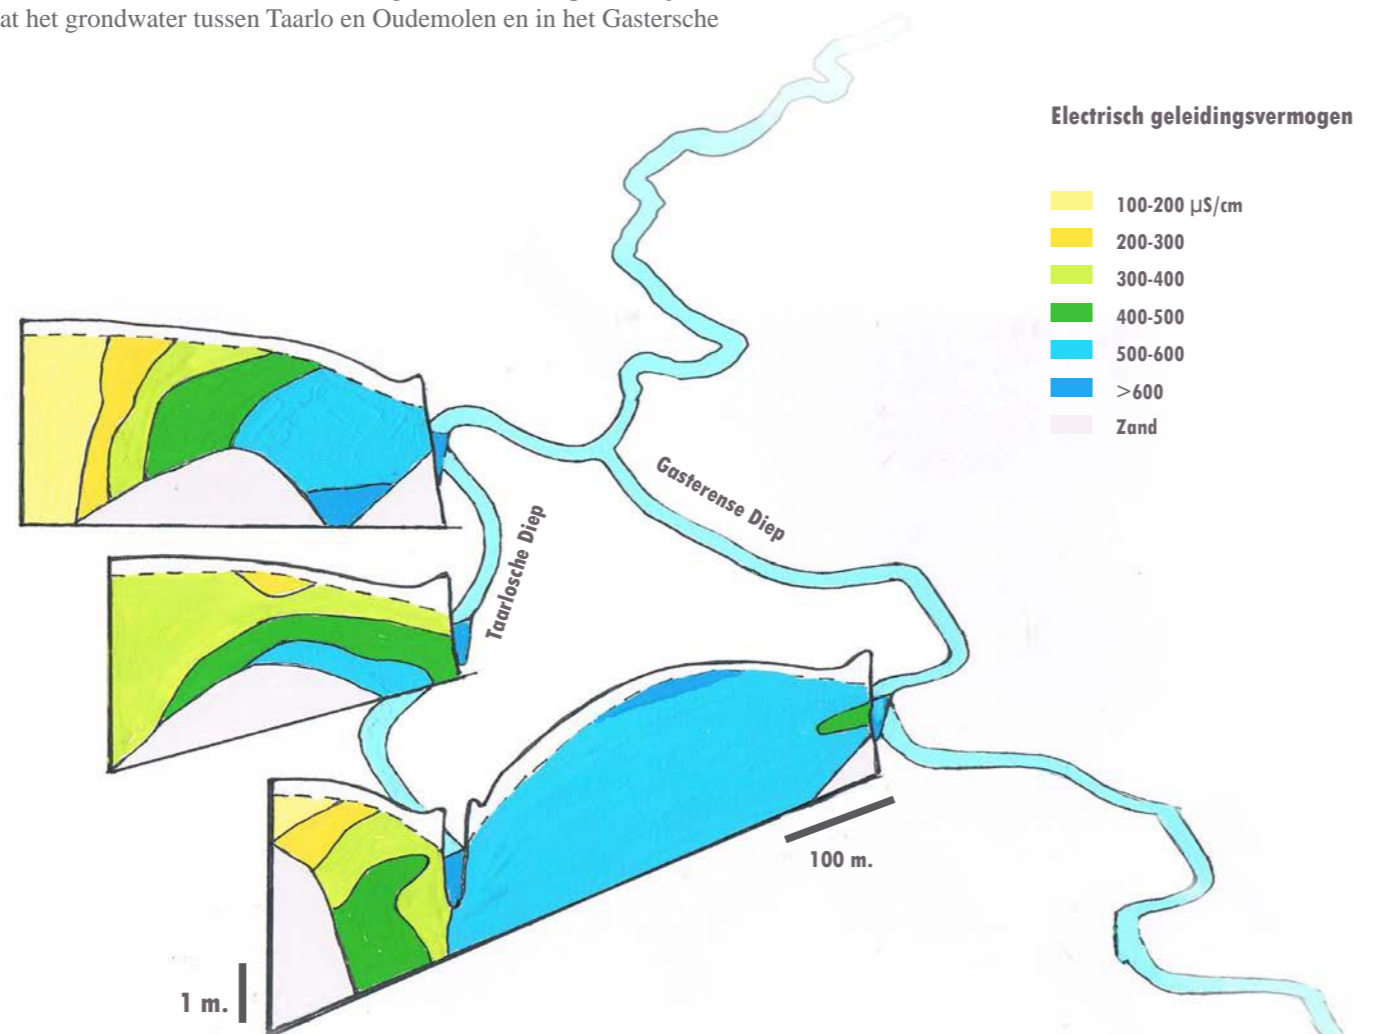 at het grondwater tussen Taarlo en Oudemolen en in het Gastersche
Electrisch geleidingsvermogen
100-200 µS/cm
200-300
300-400
400-500
500-600
>600
Zand
Gasterense Diep
Taarlosche Diep
100 m.
1 m.